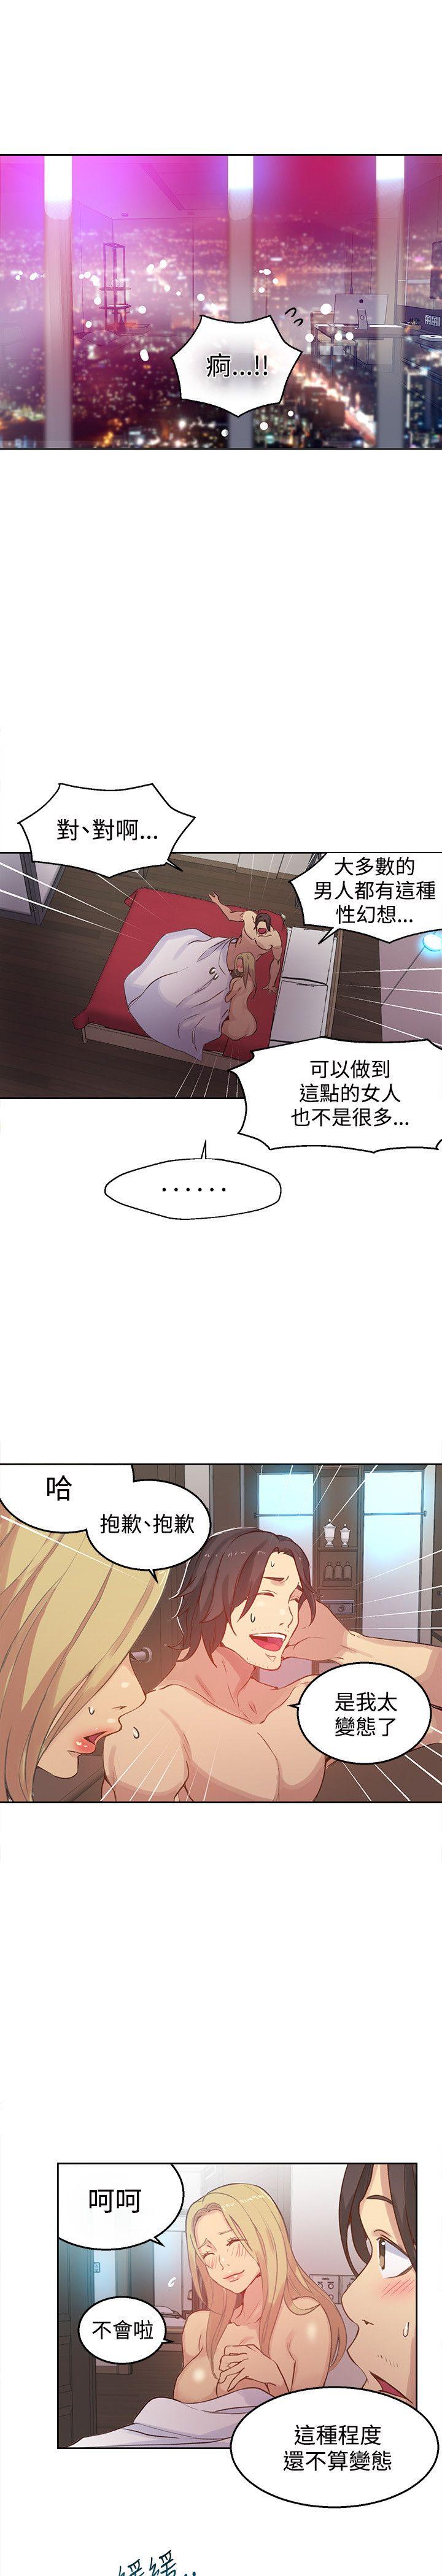 痾...!!
對、對啊...
大多數的
男人都有這種
性幻想...
可以做到
這點的女人
也不是很多...
......
哈
抱歉、抱歉
是我太
變態了
呵呵
不會啦
這種程度
還不算變態
緩緩